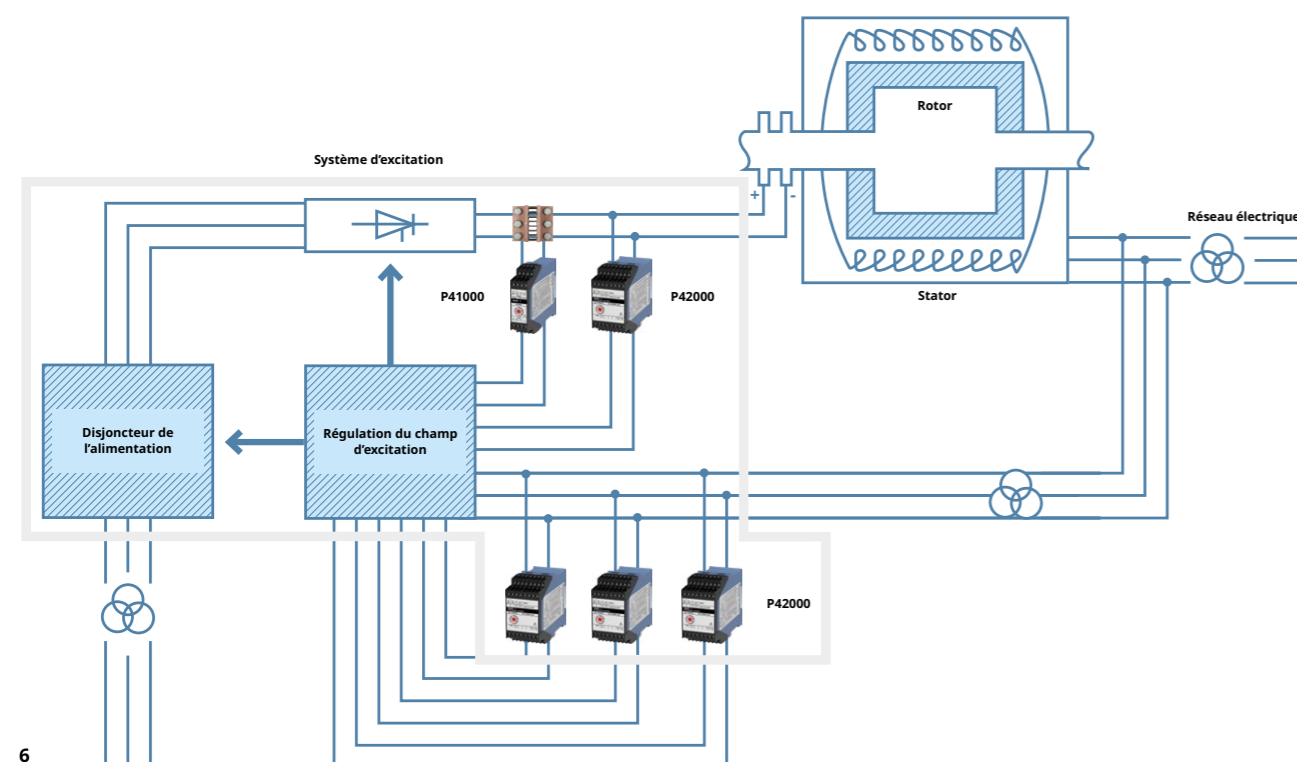 Rotor
Système d'excitation
+ -
Réseau électrique
P41000
P42000
Stator
Disjoncteur de
l'alimentation
Régulation du champ
d'excitation
P42000
6